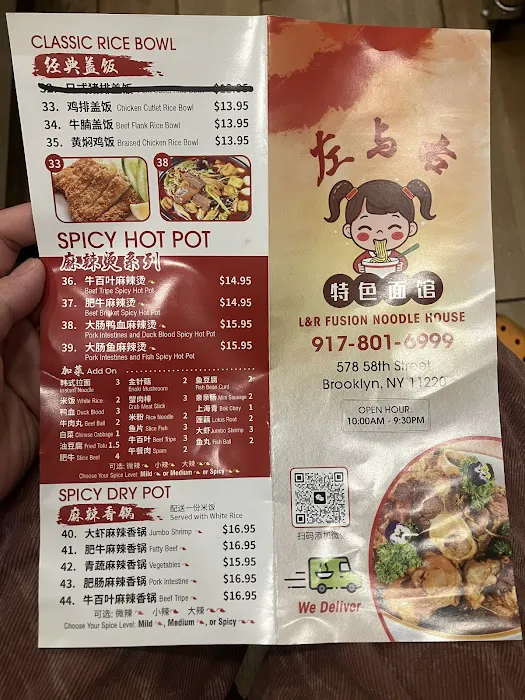 CLASSIC RICE BOWL
经典盖饭
33. 鸡排盖饭 Chicken Cutlet Rice Bowl $13.95
34. 牛腩盖饭 Beef Flank Rice Bowl $13.95
35. 黄焖鸡饭 Braised Chicken Rice Bowl $13.95
33
38
SPICY HOT POT
麻辣烫系列
36. 牛百叶麻辣烫 $14.95
Beef Tripe Spicy Hot Pot
37. 肥牛麻辣烫 $14.95
Beef Brisket Spicy Hot Pot
38. 大肠鸭血麻辣烫 $15.95
Pork Intestines and Duck Blood Spicy Hot Pot
39. 大肠鱼麻辣烫 $15.95
Pork Intestines and Fish Spicy Hot Pot
加菜 Add On
韩式拉面 3
Instant Noodle
米饭 White Rice 2
鸭血 Duck Blood 3
牛肉丸 Beef Ball 2
白菜 Chinese Cabbage 1
油豆腐 Fried Tofu 1.5
肥牛 Slice Beef 4
金针菇 2
Enoki Mushroom
蟹肉棒 3
Crab Meat Stick
米粉 Rice Noodle 2
鱼片 Slice Fish 3
牛百叶 Beef Tripe 3
午餐肉 Spam 2
鱼豆腐 2
Fish Bean Curd
亲亲肠 Mini Sausage 2
上海青 Bok Choy 1
莲藕 Lotus Root 2
大虾 Jumbo Shrimp 3
鱼丸 Fish Ball 2
可选: 微辣 小辣 大辣
Choose Your Spice Level: Mild, Medium, or Spicy
SPICY DRY POT
麻辣香锅
配送一份米饭
Served with White Rice
40. 大虾麻辣香锅 Jumbo Shrimp $16.95
41. 肥牛麻辣香锅 Fatty Beef $16.95
42. 青蔬麻辣香锅 Vegetables $15.95
43. 肥肠麻辣香锅 Pork Intestine $16.95
44. 牛百叶麻辣香锅 Beef Tripe $16.95
可选: 微辣 小辣 大辣
Choose Your Spice Level: Mild, Medium, or Spicy
左与右
特色面馆
L&R FUSION NOODLE HOUSE
917-801-6999
578 58th Street
Brooklyn, NY 11220
OPEN HOUR:
10:00AM - 9:30PM
扫码添加微信
We Deliver